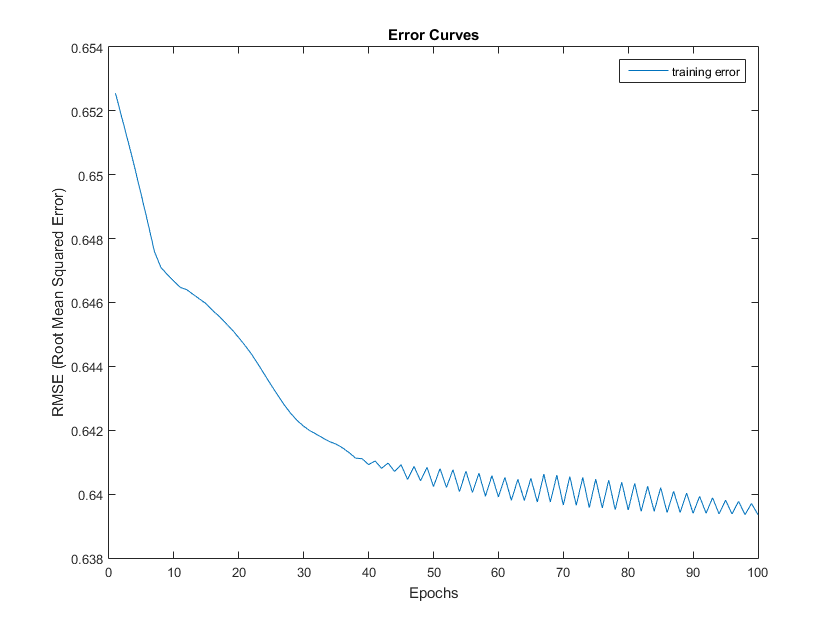 Error Curves
training error
0.654
0.652
0.65
0.648
0.646
0.644
0.642
0.64
0.638
RMSE (Root Mean Squared Error)
0 10 20 30 40 50 60 70 80 90 100
Epochs